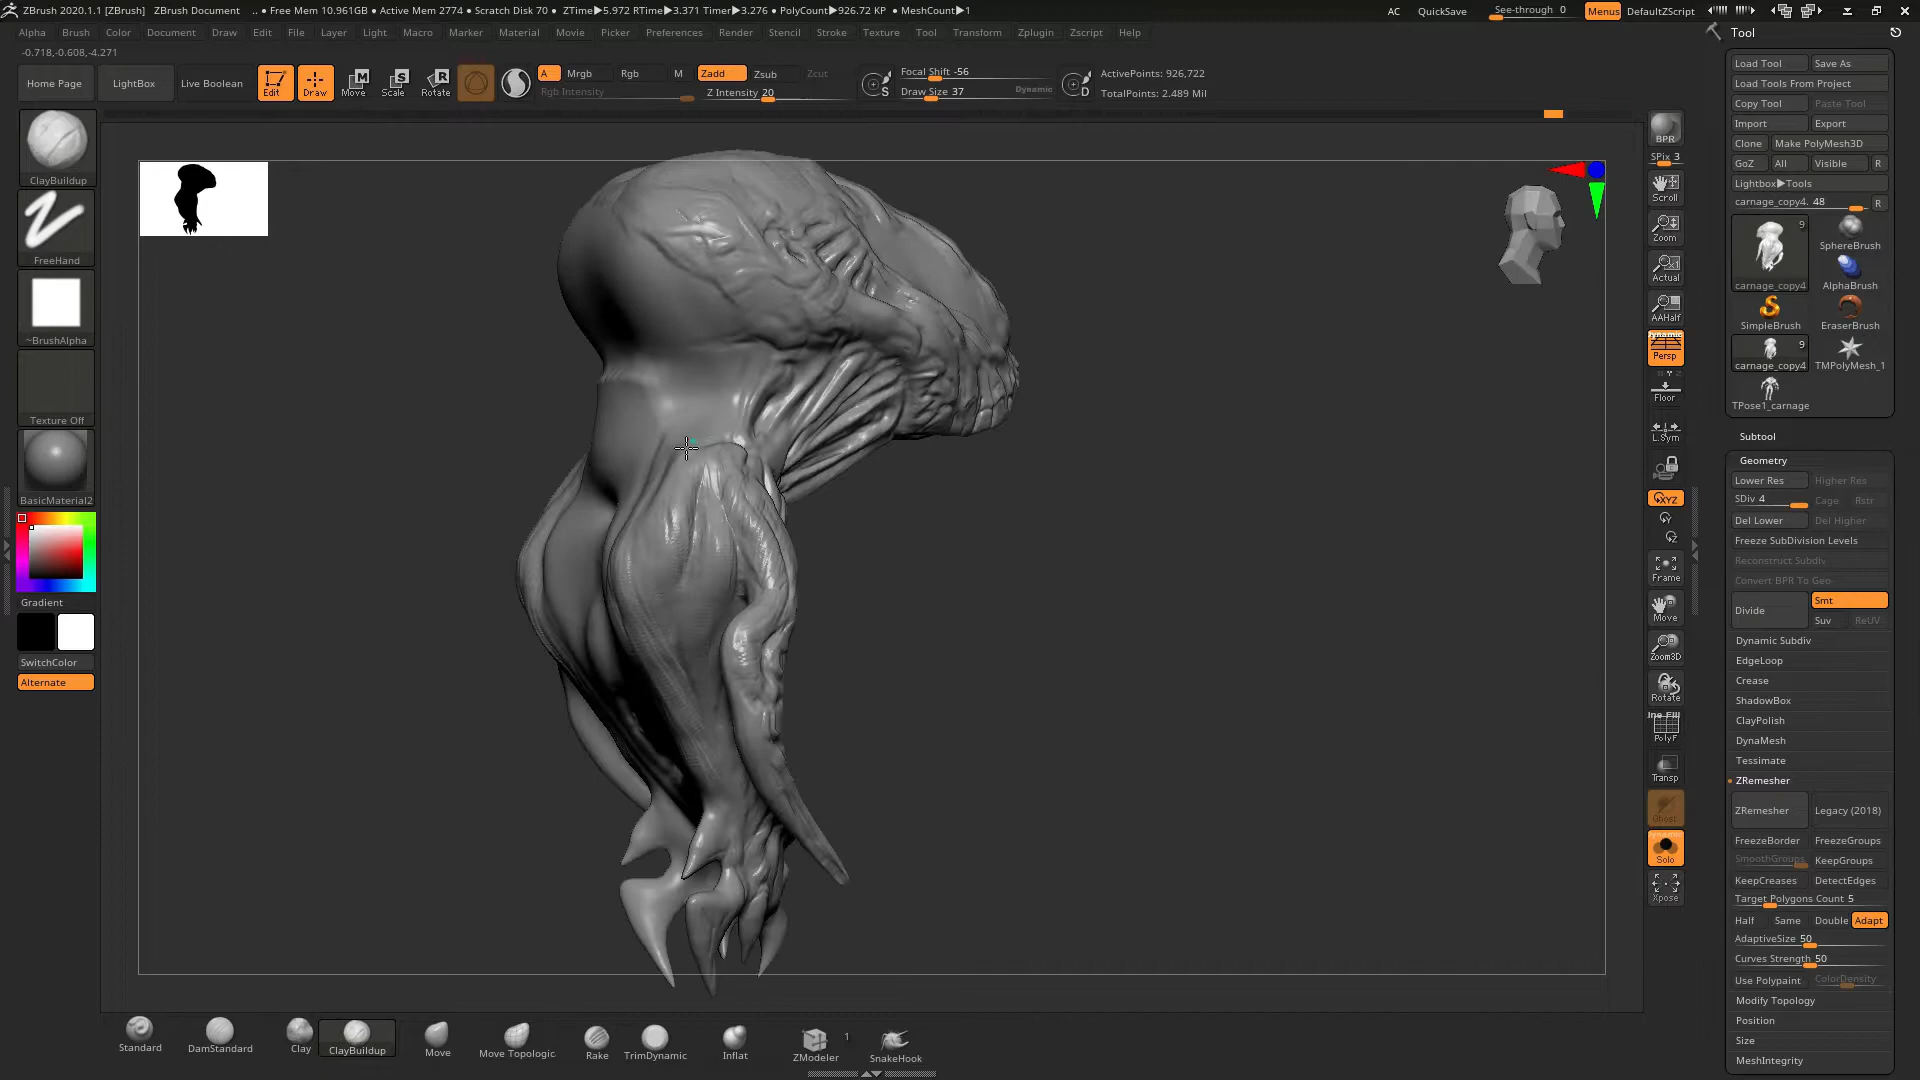 ZBrush 2020.1.1 [ZBrush] ZBrush Document .. ● Free Mem 10.961GB ● Active Mem 2774 ● Scratch Disk 70 ● ZTime▶5.972 RTime▶3.371 Timer▶3.276 ● PolyCount▶926.72 KP ● MeshCount▶1 AC QuickSave See-through 0 Menus DefaultZScript
Alpha Brush Color Document Draw Edit File Layer Light Macro Marker Material Movie Picker Preferences Render Stencil Stroke Texture Tool Transform Zplugin Zscript Help
-0.718,-0.608,-4.271
Home Page LightBox Live Boolean Edit Draw Move Scale Rotate
A Mrgb Rgb M Zadd Zsub Zcut
Rgb Intensity Z Intensity 20
S Focal Shift -56
Draw Size 37 Dynamic
D ActivePoints: 926,722
TotalPoints: 2.489 Mil
ClayBuildup
FreeHand
~BrushAlpha
Texture Off
BasicMaterial2
Gradient
SwitchColor
Alternate
BPR
SPix 3
Scroll
Zoom
Actual
AAHalf
Dynamic
Persp
Floor
L.Sym
XYZ
Frame
Move
Zoom3D
Rotate
Line Fill
PolyF
Transp
Ghost
Dynamic
Solo
Xpose
Tool
Load Tool Save As
Load Tools From Project
Copy Tool Paste Tool
Import Export
Clone Make PolyMesh3D
GoZ All Visible R
Lightbox▶Tools
carnage_copy4. 48 R
9
carnage_copy4
SphereBrush
AlphaBrush
SimpleBrush EraserBrush
9
carnage_copy4 TMPolyMesh_1
TPose1_carnage
Subtool
Geometry
Lower Res Higher Res
SDiv 4 Cage Rstr
Del Lower Del Higher
Freeze SubDivision Levels
Reconstruct Subdiv
Convert BPR To Geo
Divide Smt
Suv ReUV
Dynamic Subdiv
EdgeLoop
Crease
ShadowBox
ClayPolish
DynaMesh
Tessimate
ZRemesher
ZRemesher Legacy (2018)
FreezeBorder FreezeGroups
SmoothGroups KeepGroups
KeepCreases DetectEdges
Target Polygons Count 5
Half Same Double Adapt
AdaptiveSize 50
Curves Strength 50
Use Polypaint ColorDensity
Modify Topology
Position
Size
MeshIntegrity
Standard DamStandard Clay ClayBuildup Move Move Topologic Rake TrimDynamic Inflat ZModeler 1 SnakeHook